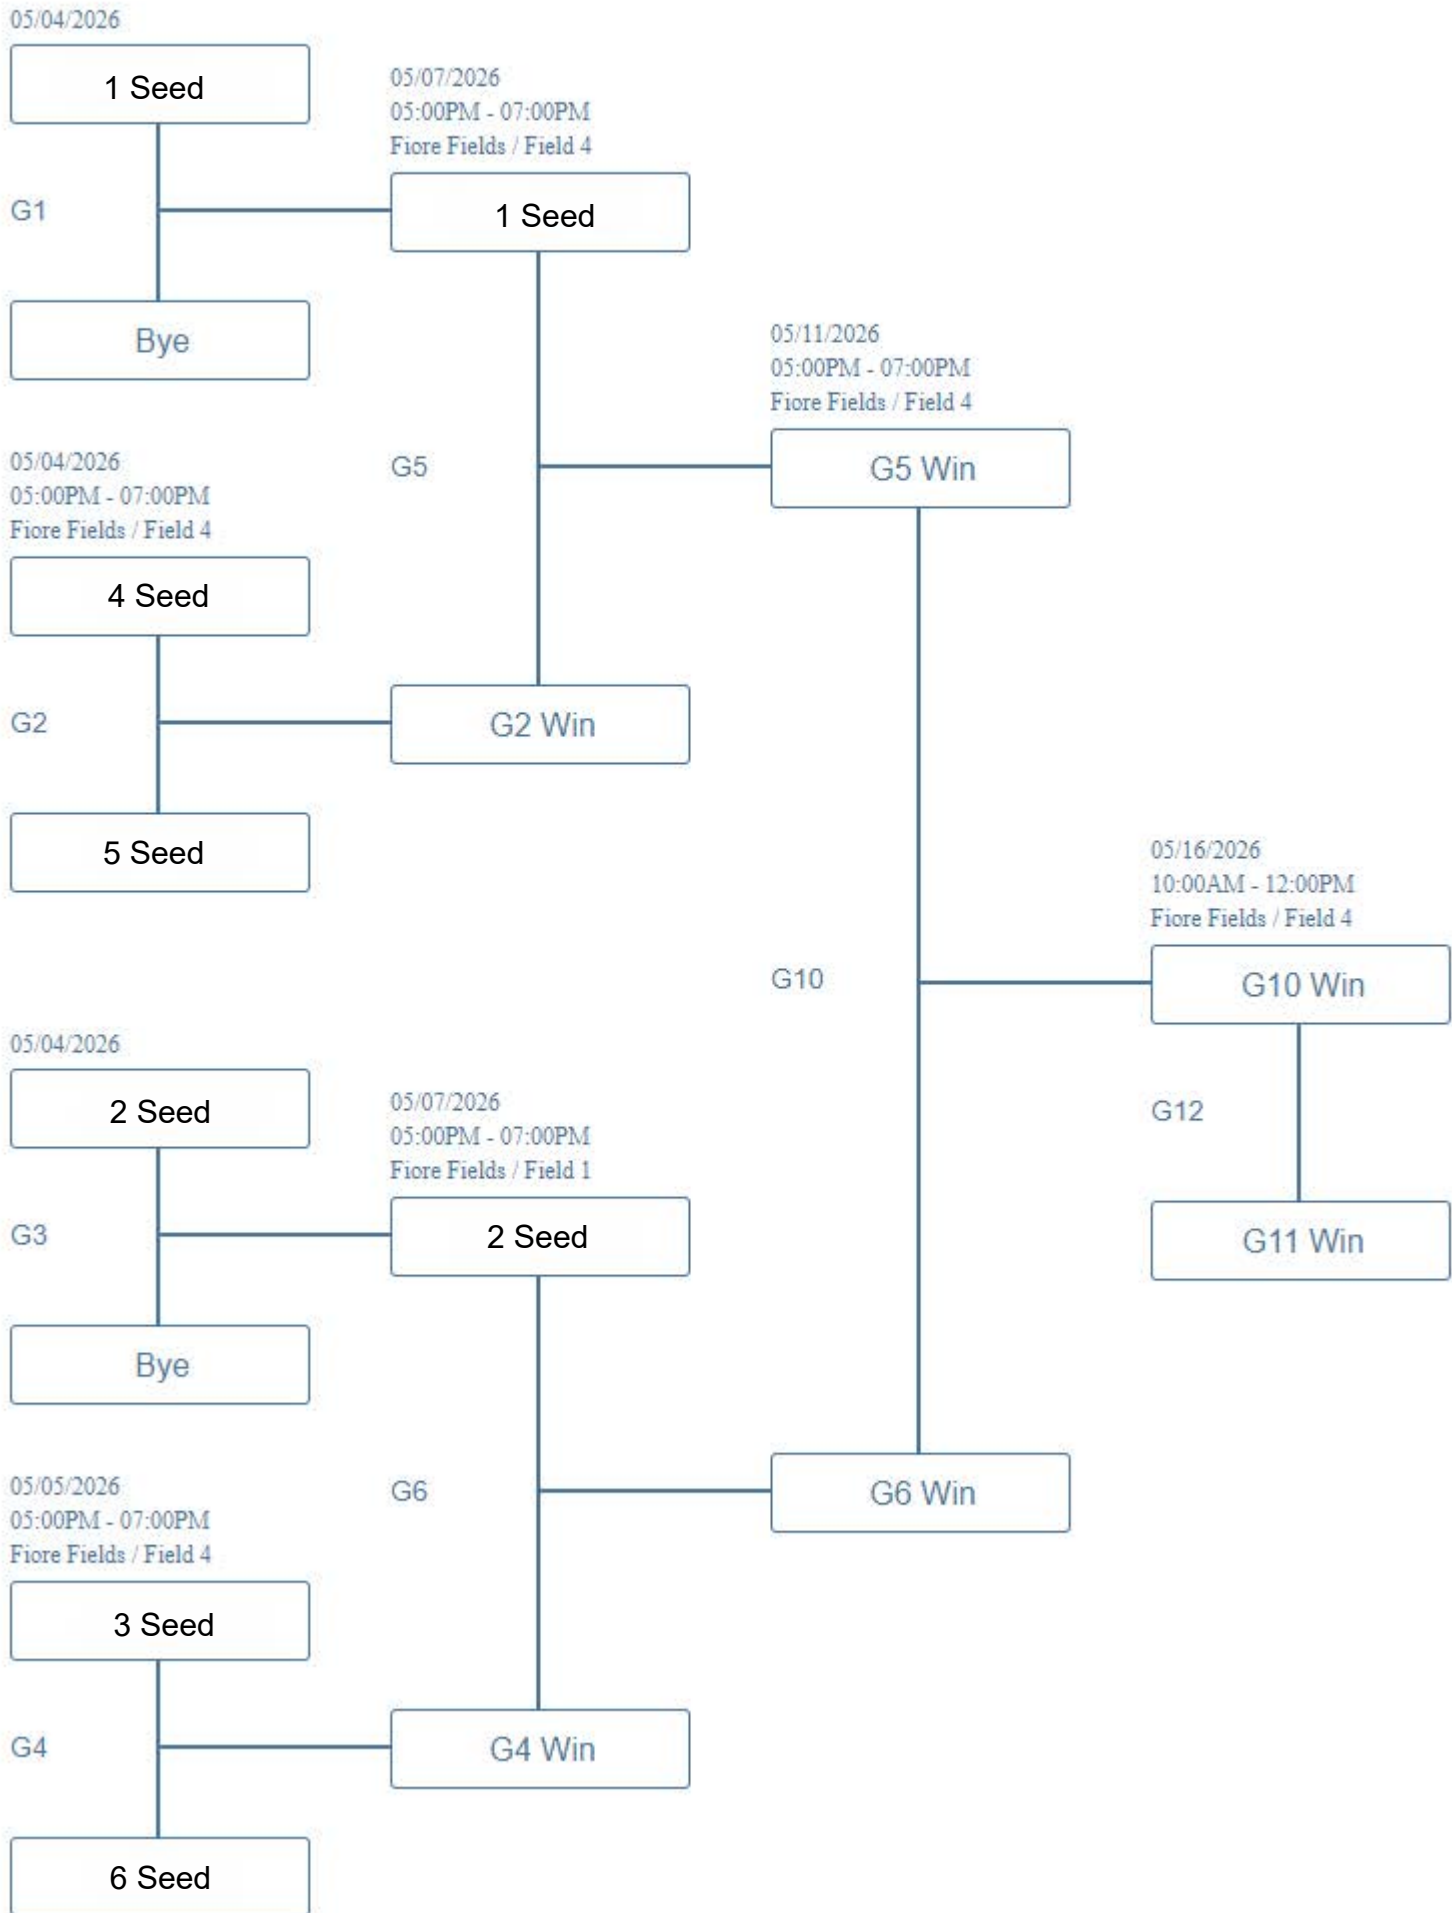 05/04/2026
1 Seed
G1
Bye
05/04/2026
05:00PM - 07:00PM
Fiore Fields / Field 4
4 Seed
G2
5 Seed
05/04/2026
2 Seed
G3
Bye
05/05/2026
05:00PM - 07:00PM
Fiore Fields / Field 4
3 Seed
G4
6 Seed
05/07/2026
05:00PM - 07:00PM
Fiore Fields / Field 4
1 Seed
G5
G2 Win
05/07/2026
05:00PM - 07:00PM
Fiore Fields / Field 1
2 Seed
G6
G4 Win
05/11/2026
05:00PM - 07:00PM
Fiore Fields / Field 4
G5 Win
G10
G6 Win
05/16/2026
10:00AM - 12:00PM
Fiore Fields / Field 4
G10 Win
G12
G11 Win